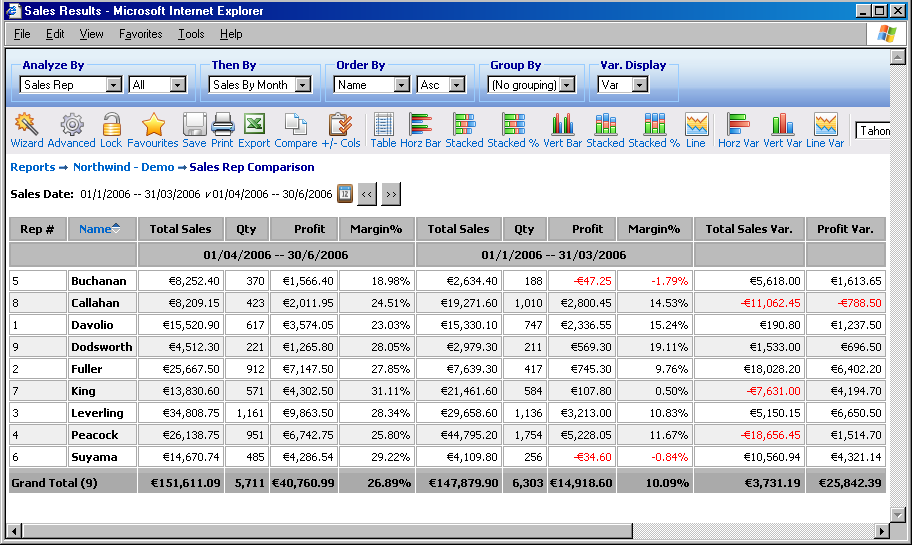 Sales Results - Microsoft Internet Explorer
File Edit View Favorites Tools Help
Analyze By Then By Order By Group By Var. Display
Sales Rep All Sales By Month Name Asc (No grouping) Var
Wizard Advanced Lock Favourites Save Print Export Compare +/- Cols Table Horz Bar Stacked Stacked % Vert Bar Stacked Stacked % Line Horz Var Vert Var Line Var Tahon
Reports → Northwind - Demo → Sales Rep Comparison
Sales Date: 01/1/2006 -- 31/03/2006 v 01/04/2006 -- 30/6/2006 12 << >>
Rep # Name Total Sales Qty Profit Margin% Total Sales Qty Profit Margin% Total Sales Var. Profit Var.
01/04/2006 -- 30/6/2006 01/1/2006 -- 31/03/2006
5 Buchanan €8,252.40 370 €1,566.40 18.98% €2,634.40 188 -€47.25 -1.79% €5,618.00 €1,613.65
8 Callahan €8,209.15 423 €2,011.95 24.51% €19,271.60 1,010 €2,800.45 14.53% -€11,062.45 -€788.50
1 Davolio €15,520.90 617 €3,574.05 23.03% €15,330.10 747 €2,336.55 15.24% €190.80 €1,237.50
9 Dodsworth €4,512.30 221 €1,265.80 28.05% €2,979.30 211 €569.30 19.11% €1,533.00 €696.50
2 Fuller €25,667.50 912 €7,147.50 27.85% €7,639.30 417 €745.30 9.76% €18,028.20 €6,402.20
7 King €13,830.60 571 €4,302.50 31.11% €21,461.60 584 €107.80 0.50% -€7,631.00 €4,194.70
3 Leverling €34,808.75 1,161 €9,863.50 28.34% €29,658.60 1,136 €3,213.00 10.83% €5,150.15 €6,650.50
4 Peacock €26,138.75 951 €6,742.75 25.80% €44,795.20 1,754 €5,228.05 11.67% -€18,656.45 €1,514.70
6 Suyama €14,670.74 485 €4,286.54 29.22% €4,109.80 256 -€34.60 -0.84% €10,560.94 €4,321.14
Grand Total (9) €151,611.09 5,711 €40,760.99 26.89% €147,879.90 6,303 €14,918.60 10.09% €3,731.19 €25,842.39